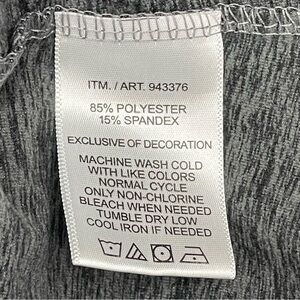 ITM. / ART. 943376
85% POLYESTER
15% SPANDEX
EXCLUSIVE OF DECORATION
MACHINE WASH COLD
WITH LIKE COLORS
NORMAL CYCLE
ONLY NON-CHLORINE
BLEACH WHEN NEEDED
TUMBLE DRY LOW
COOL IRON IF NEEDED